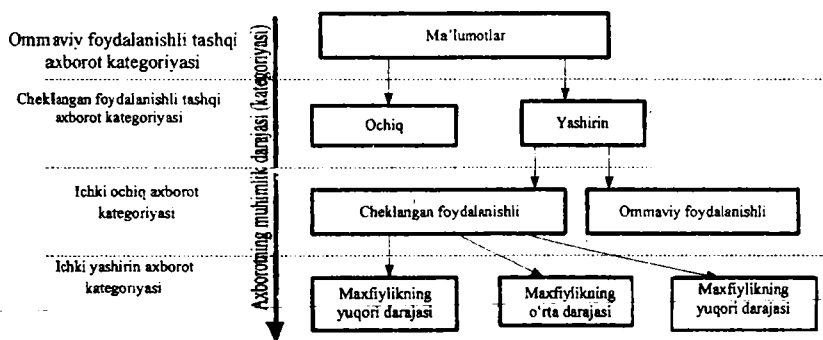 Ommaviy foydalanishli tashqi
axborot kategoriyasi
Ma'lumotlar
Cheklangan foydalanishli tashqi
axborot kategoriyasi
Ochiq
Yashirin
Axborotning muhimlik darajasi (kategoriyasi)
Ichki ochiq axborot
kategoriyasi
Cheklangan foydalanishli
Ommaviy foydalanishli
Ichki yashirin axborot
kategoriyasi
Maxfiylikning
yuqori darajasi
Maxfiylikning
o'rta darajasi
Maxfiylikning
yuqori darajasi